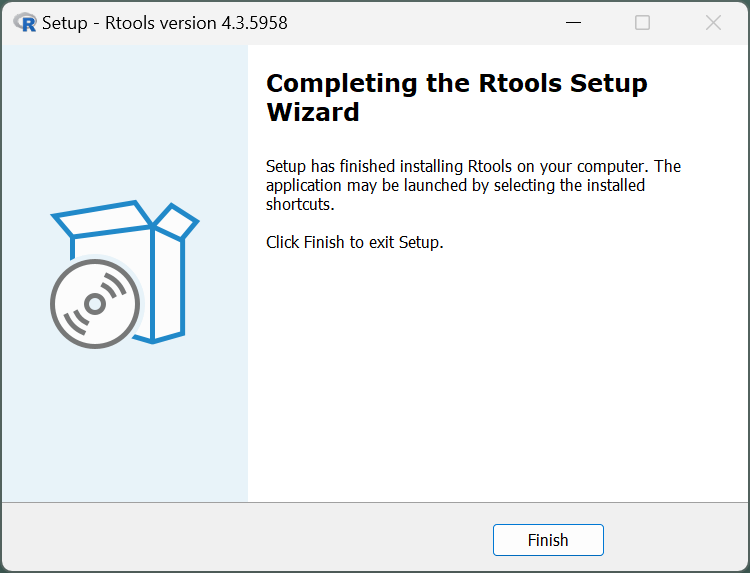 Setup - Rtools version 4.3.5958
Completing the Rtools Setup
Wizard
Setup has finished installing Rtools on your computer. The
application may be launched by selecting the installed
shortcuts.
Click Finish to exit Setup.
Finish